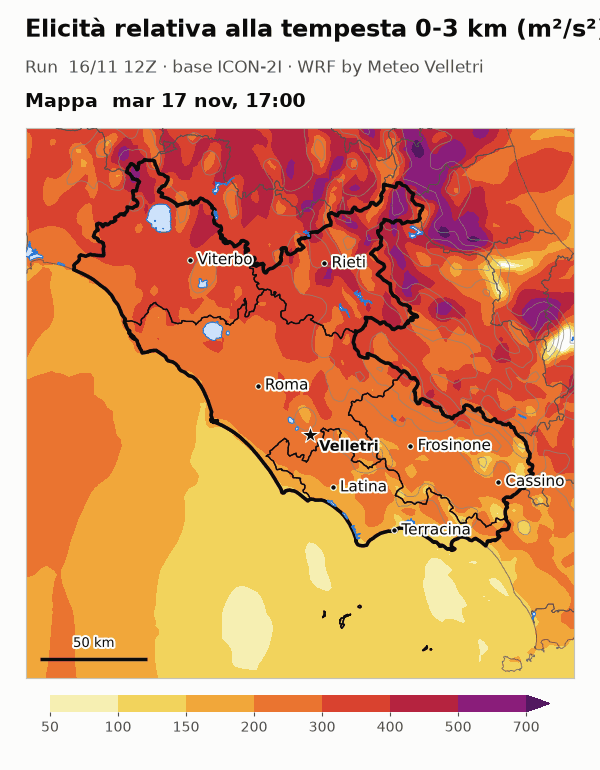 Elicità relativa alla tempesta 0-3 km (m²/s²)
Run 16/11 12Z · base ICON-2I · WRF by Meteo Velletri
Mappa mar 17 nov, 17:00
Viterbo
Rieti
Roma
Velletri
Frosinone
Cassino
Latina
Terracina
50 km
50 100 150 200 300 400 500 700